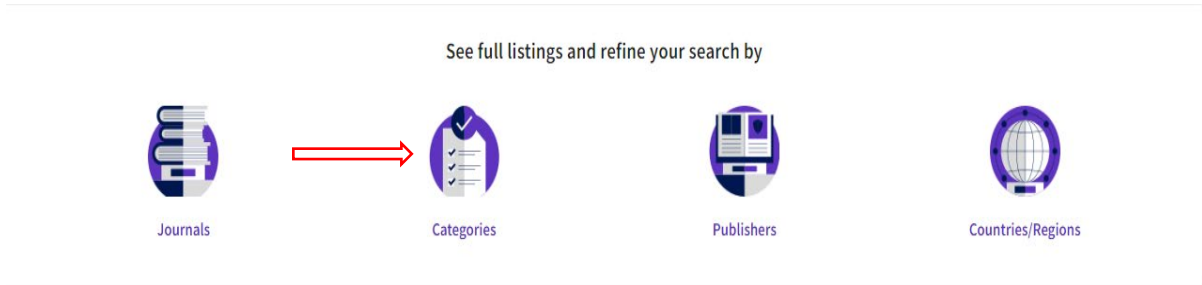 See full listings and refine your search by
Journals
Categories
Publishers
Countries/Regions